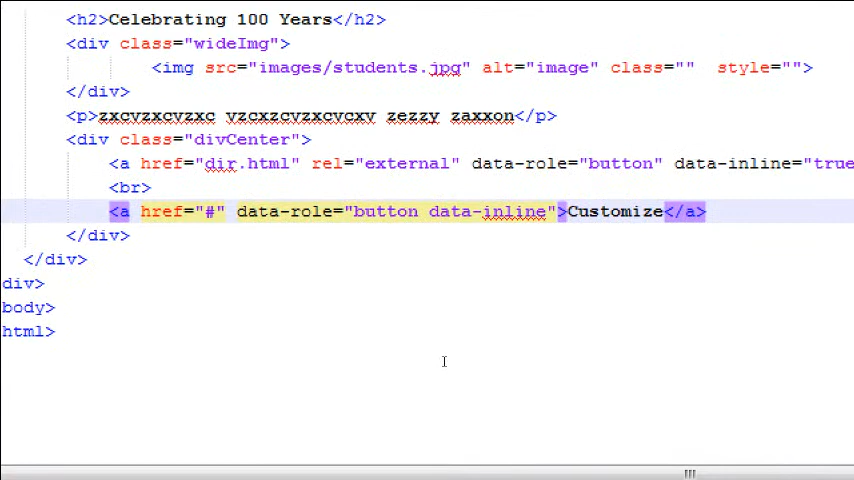 <h2>Celebrating 100 Years</h2>
<div class="wideImg">
<img src="images/students.jpg" alt="image" class="" style="">
</div>
<p>zxcvzxcvzxc vzcxzcvzxcvcxv zezzy zaxxon</p>
<div class="divCenter">
<a href="dir.html" rel="external" data-role="button" data-inline="true
<br>
<a href="#" data-role="button data-inline">Customize</a>
</div>
</div>
div>
body>
html>